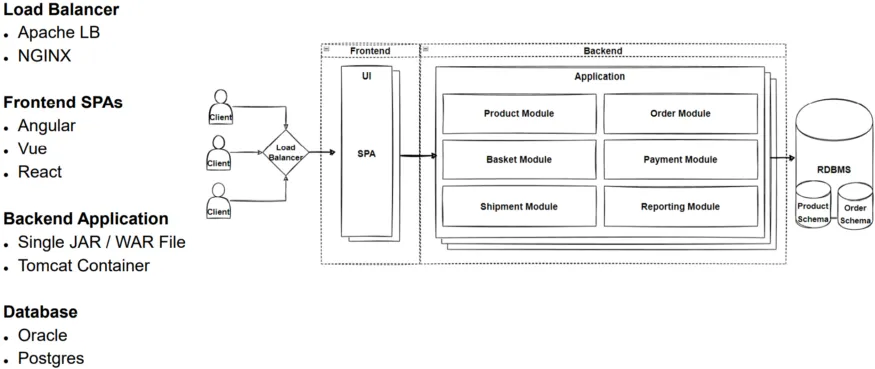 Load Balancer
• Apache LB
• NGINX
Frontend SPAs
• Angular
• Vue
• React
Backend Application
• Single JAR / WAR File
• Tomcat Container
Database
• Oracle
• Postgres
Client
Client
Client
Load
Balancer
Frontend
UI
SPA
Backend
Application
Product Module
Order Module
Basket Module
Payment Module
Shipment Module
Reporting Module
RDBMS
Product
Schema
Order
Schema